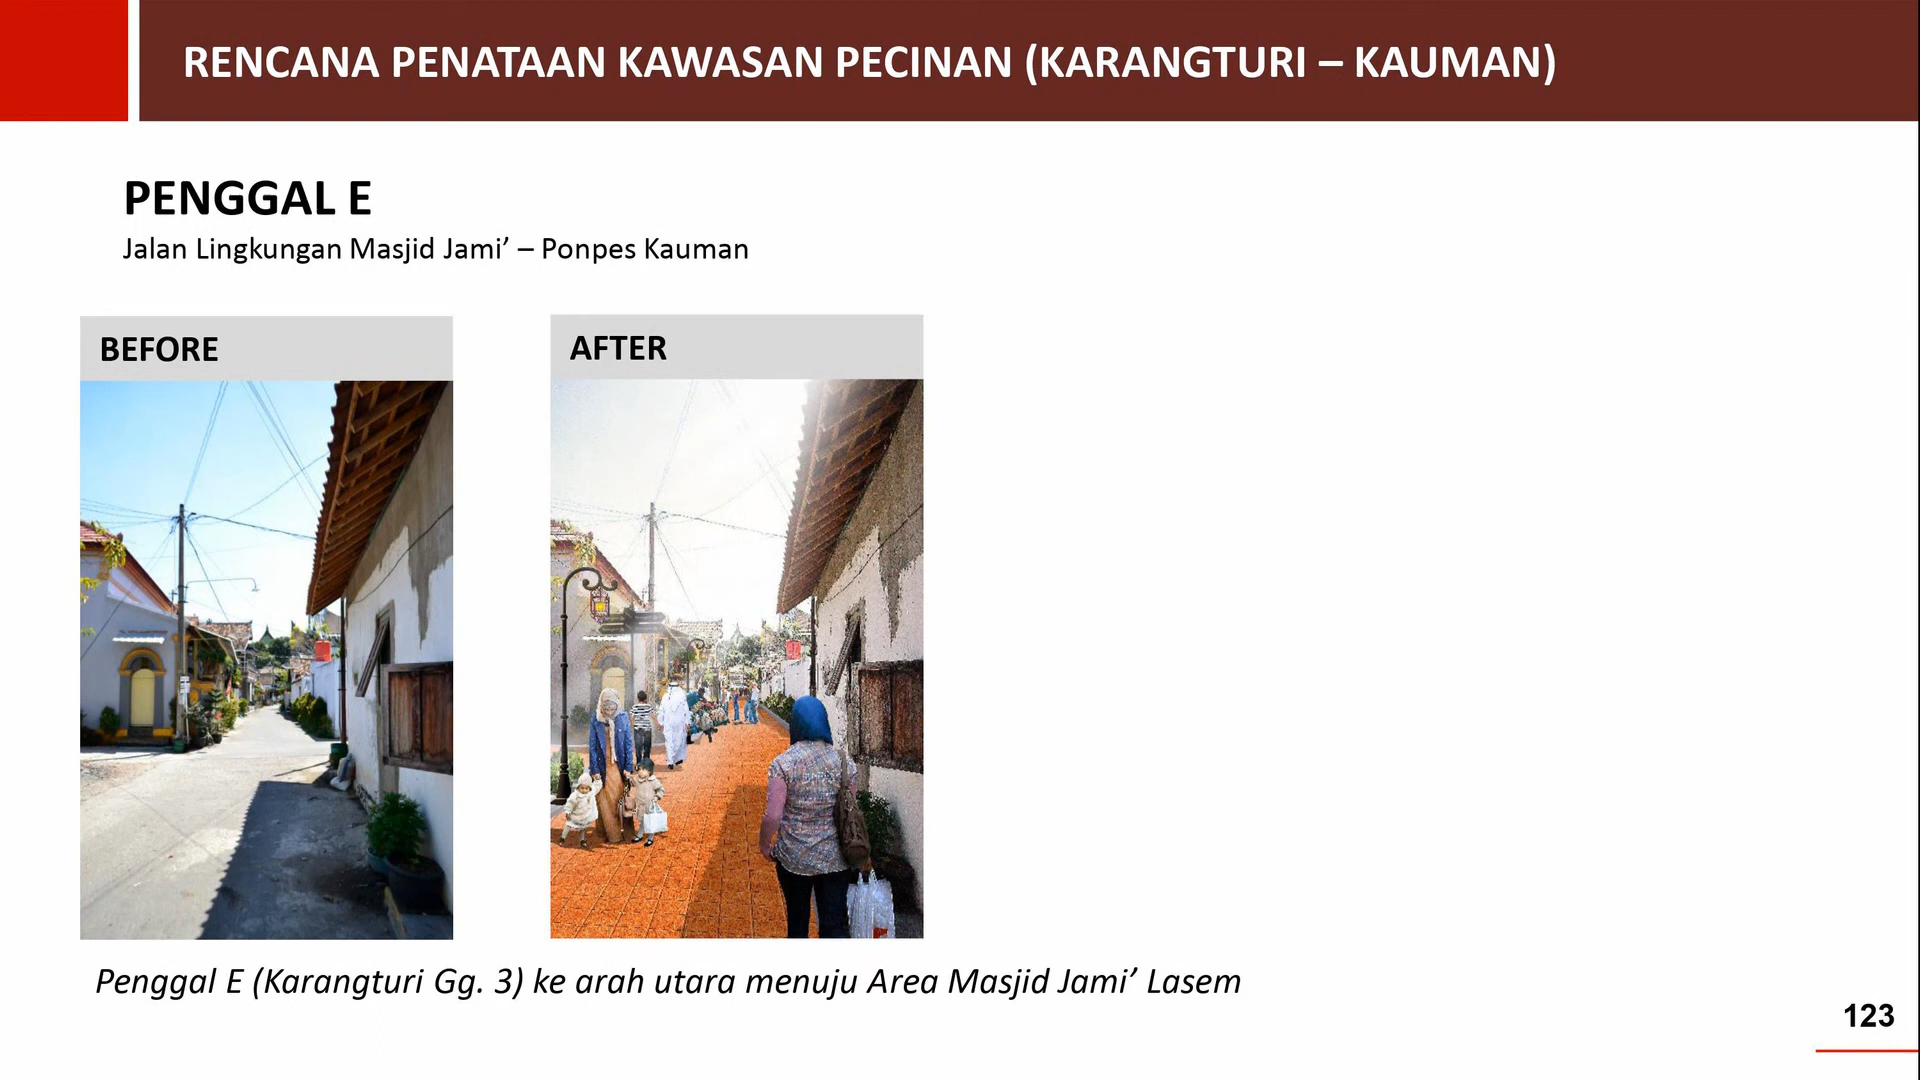 RENCANA PENATAAN KAWASAN PECINAN (KARANGTURI – KAUMAN)
PENGGAL E
Jalan Lingkungan Masjid Jami’ – Ponpes Kauman
BEFORE
AFTER
Penggal E (Karangturi Gg. 3) ke arah utara menuju Area Masjid Jami’ Lasem
123